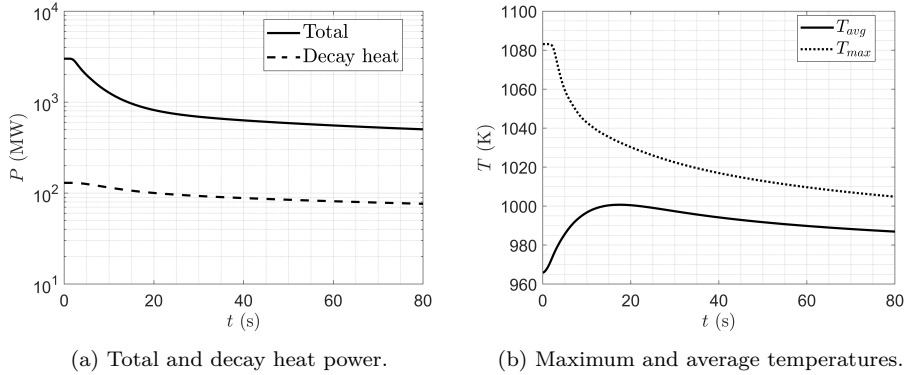 10^4
10^3
10^2
10^1
P (MW)
0 20 40 60 80
t (s)
Total
Decay heat
(a) Total and decay heat power.
1100
1080
1060
1040
1020
1000
980
960
T (K)
0 20 40 60 80
t (s)
T_avg
T_max
(b) Maximum and average temperatures.